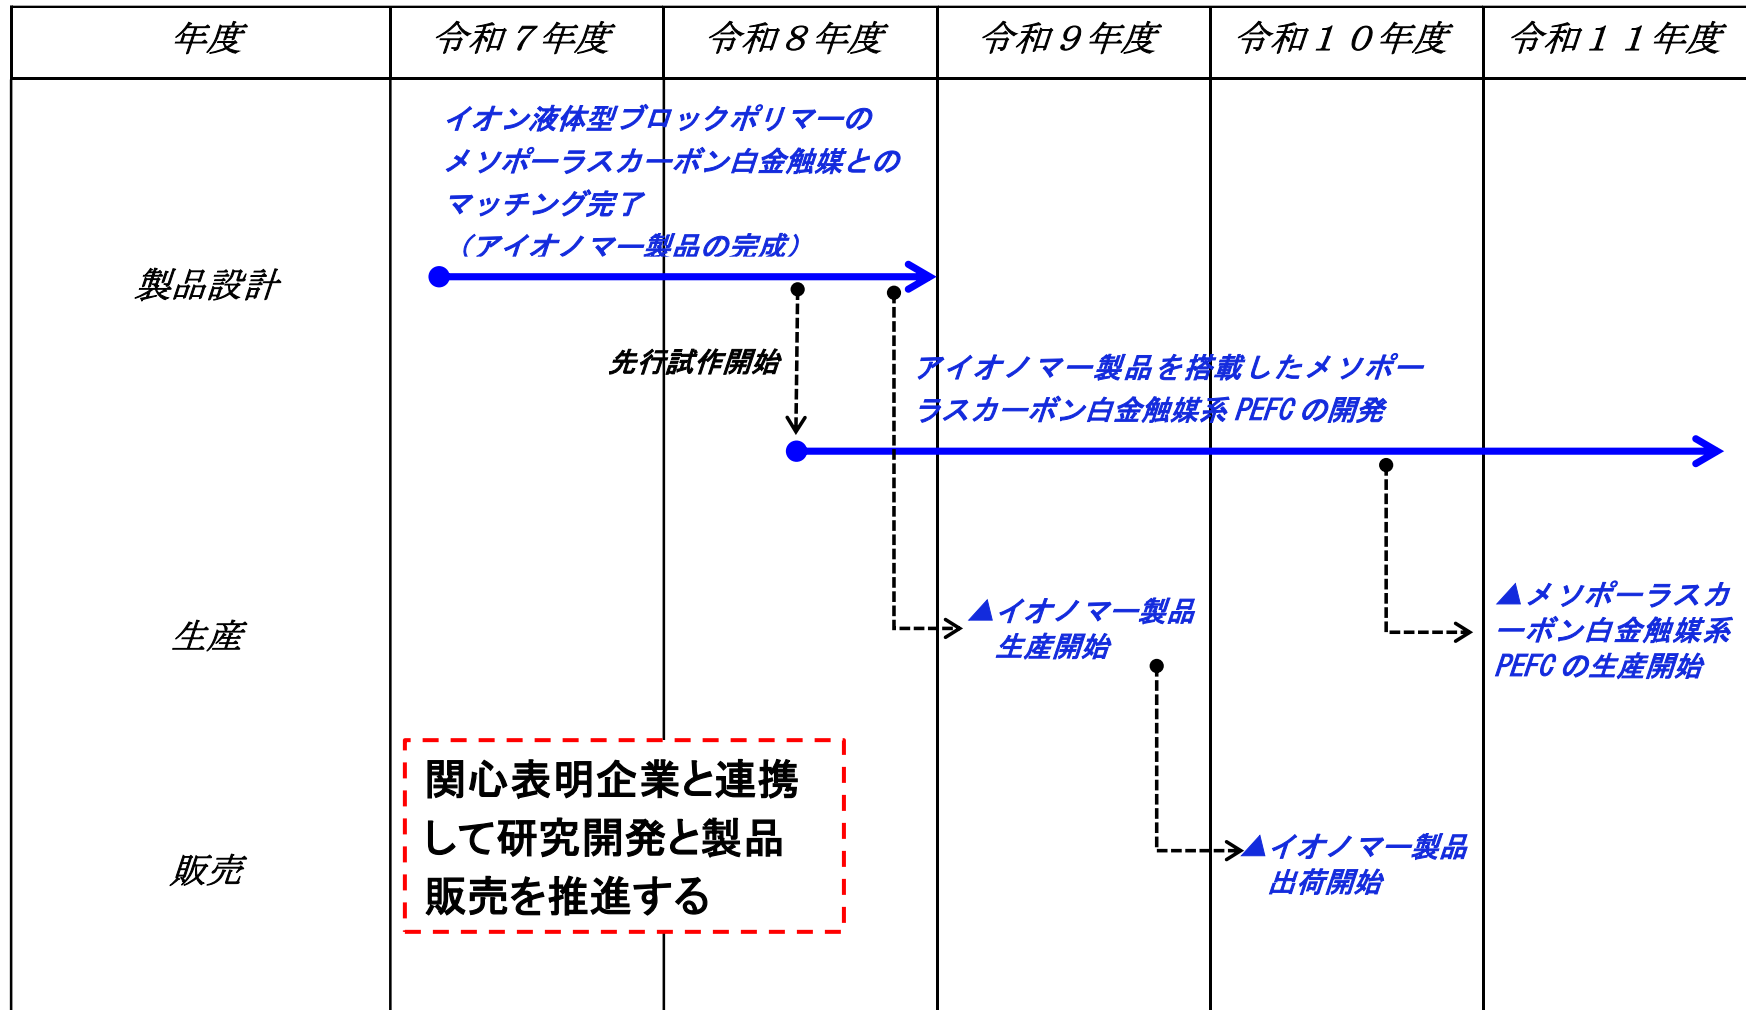 年度 令和７年度 令和８年度 令和９年度 令和１０年度 令和１１年度
イオン液体型ブロックポリマーの
メソポーラスカーボン白金触媒との
マッチング完了
（アイオノマー製品の完成）
製品設計
先行試作開始
アイオノマー製品を搭載したメソポー
ラスカーボン白金触媒系 PEFC の開発
生産
▲イオノマー製品
生産開始
▲メソポーラスカ
ーボン白金触媒系
PEFC の生産開始
販売
関心表明企業と連携
して研究開発と製品
販売を推進する
▲イオノマー製品
出荷開始